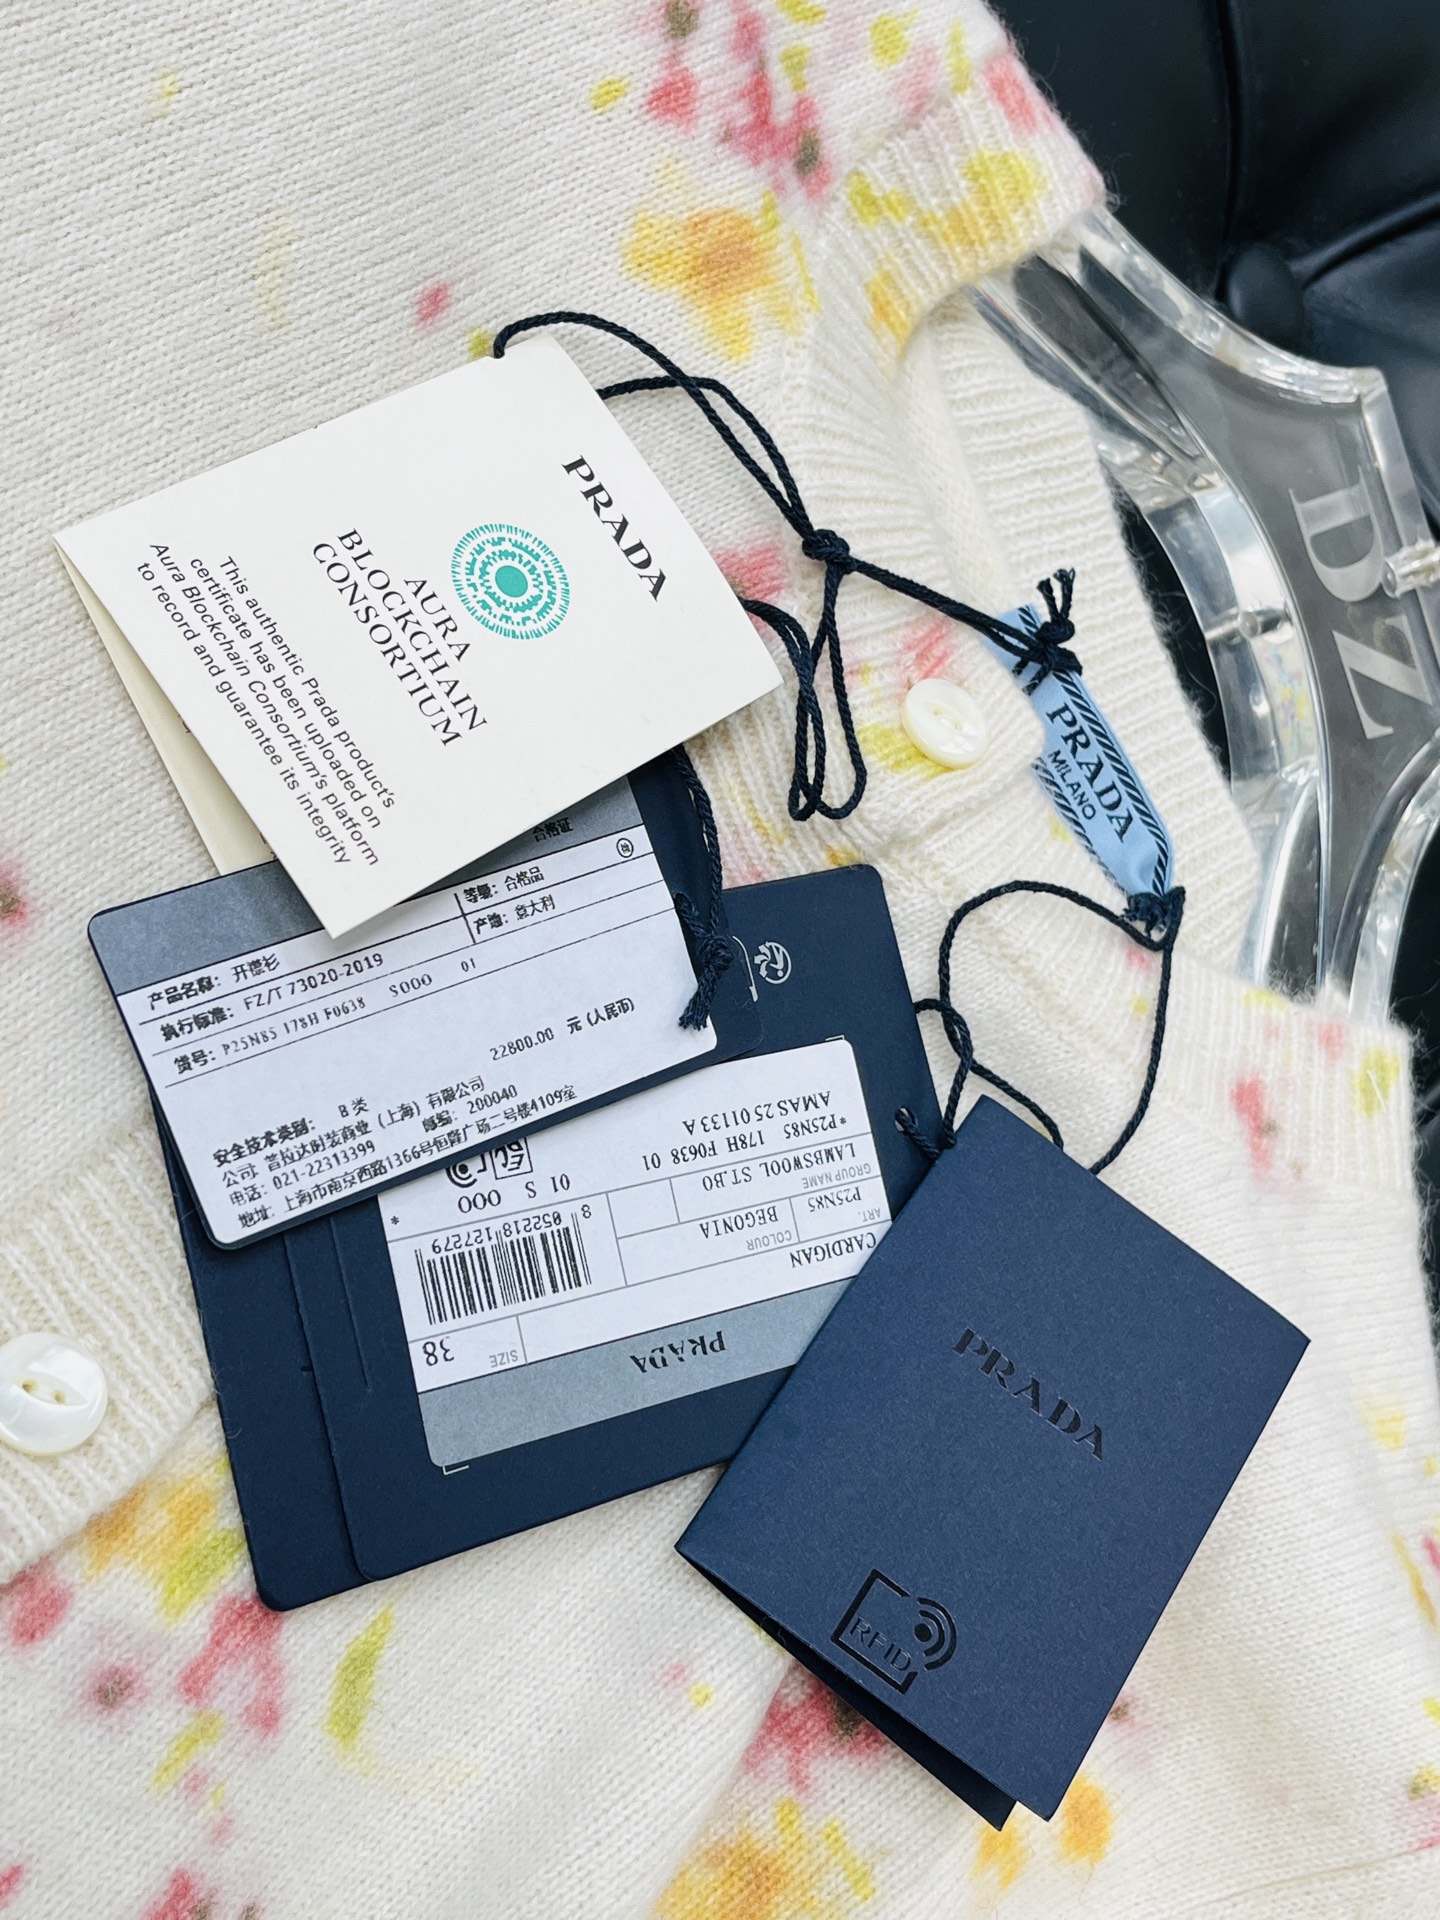 PRADA
AURA
BLOCKCHAIN
CONSORTIUM
This authentic Prada product's
certificate has been uploaded on
Aura Blockchain Consortium's platform
to record and guarantee its integrity
PRADA
MILANO
合格证
产品名称: 开襟衫
等级: 合格品
执行标准: FZ/T 73020-2019
产地: 意大利
货号: P25N85 178H F0638 S OOO 01
22800.00 元 (人民币)
安全技术类别: B 类
公司: 普拉达时装商业 (上海) 有限公司
电话: 021-22313399 邮编: 200040
地址: 上海市南京西路1366号恒隆广场二号楼4109室
PRADA
SIZE
38
CARDIGAN
ART.
P25N85
COLOUR
BEGONIA
GROUP NAME
LAMBSWOOL ST.BO
8 052218 127279
*P25N85 178H F0638 01
01 S OOO *
AMAS 25 01133 A
PRADA
RFID